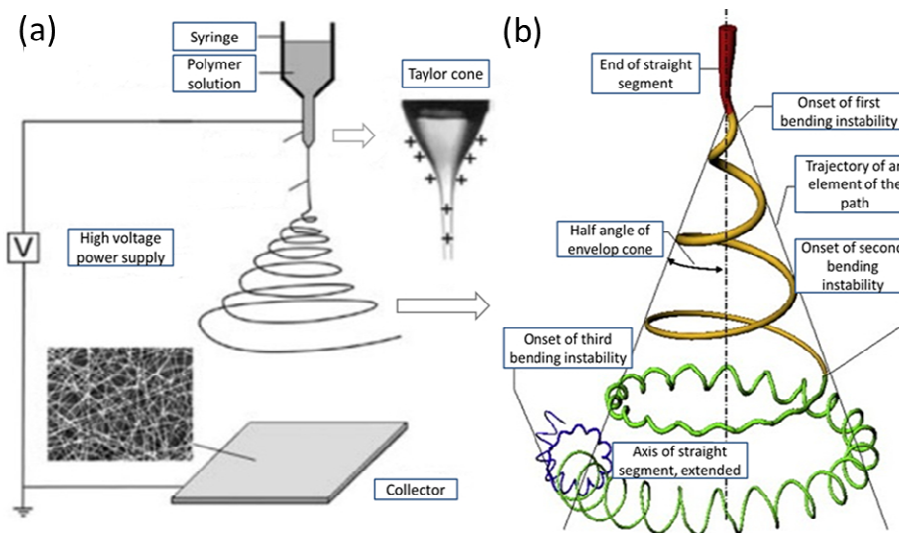 (a)
Syringe
Polymer
solution
Taylor cone
+ +
+ +
+ +
+
+
V
High voltage
power supply
Collector
(b)
End of straight
segment
Onset of first
bending instability
Trajectory of an
element of the
path
Half angle of
envelop cone
Onset of second
bending
instability
Onset of third
bending instability
Axis of straight
segment, extended